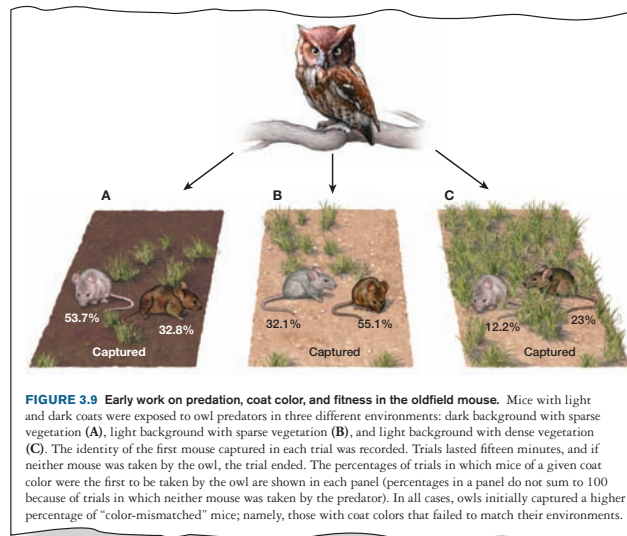 A
B
C
53.7%
32.8%
Captured
32.1%
55.1%
Captured
12.2%
23%
Captured
FIGURE 3.9 Early work on predation, coat color, and fitness in the oldfield mouse. Mice with light
and dark coats were exposed to owl predators in three different environments: dark background with sparse
vegetation (A), light background with sparse vegetation (B), and light background with dense vegetation
(C). The identity of the first mouse captured in each trial was recorded. Trials lasted fifteen minutes, and if
neither mouse was taken by the owl, the trial ended. The percentages of trials in which mice of a given coat
color were the first to be taken by the owl are shown in each panel (percentages in a panel do not sum to 100
because of trials in which neither mouse was taken by the predator). In all cases, owls initially captured a higher
percentage of “color-mismatched” mice; namely, those with coat colors that failed to match their environments.